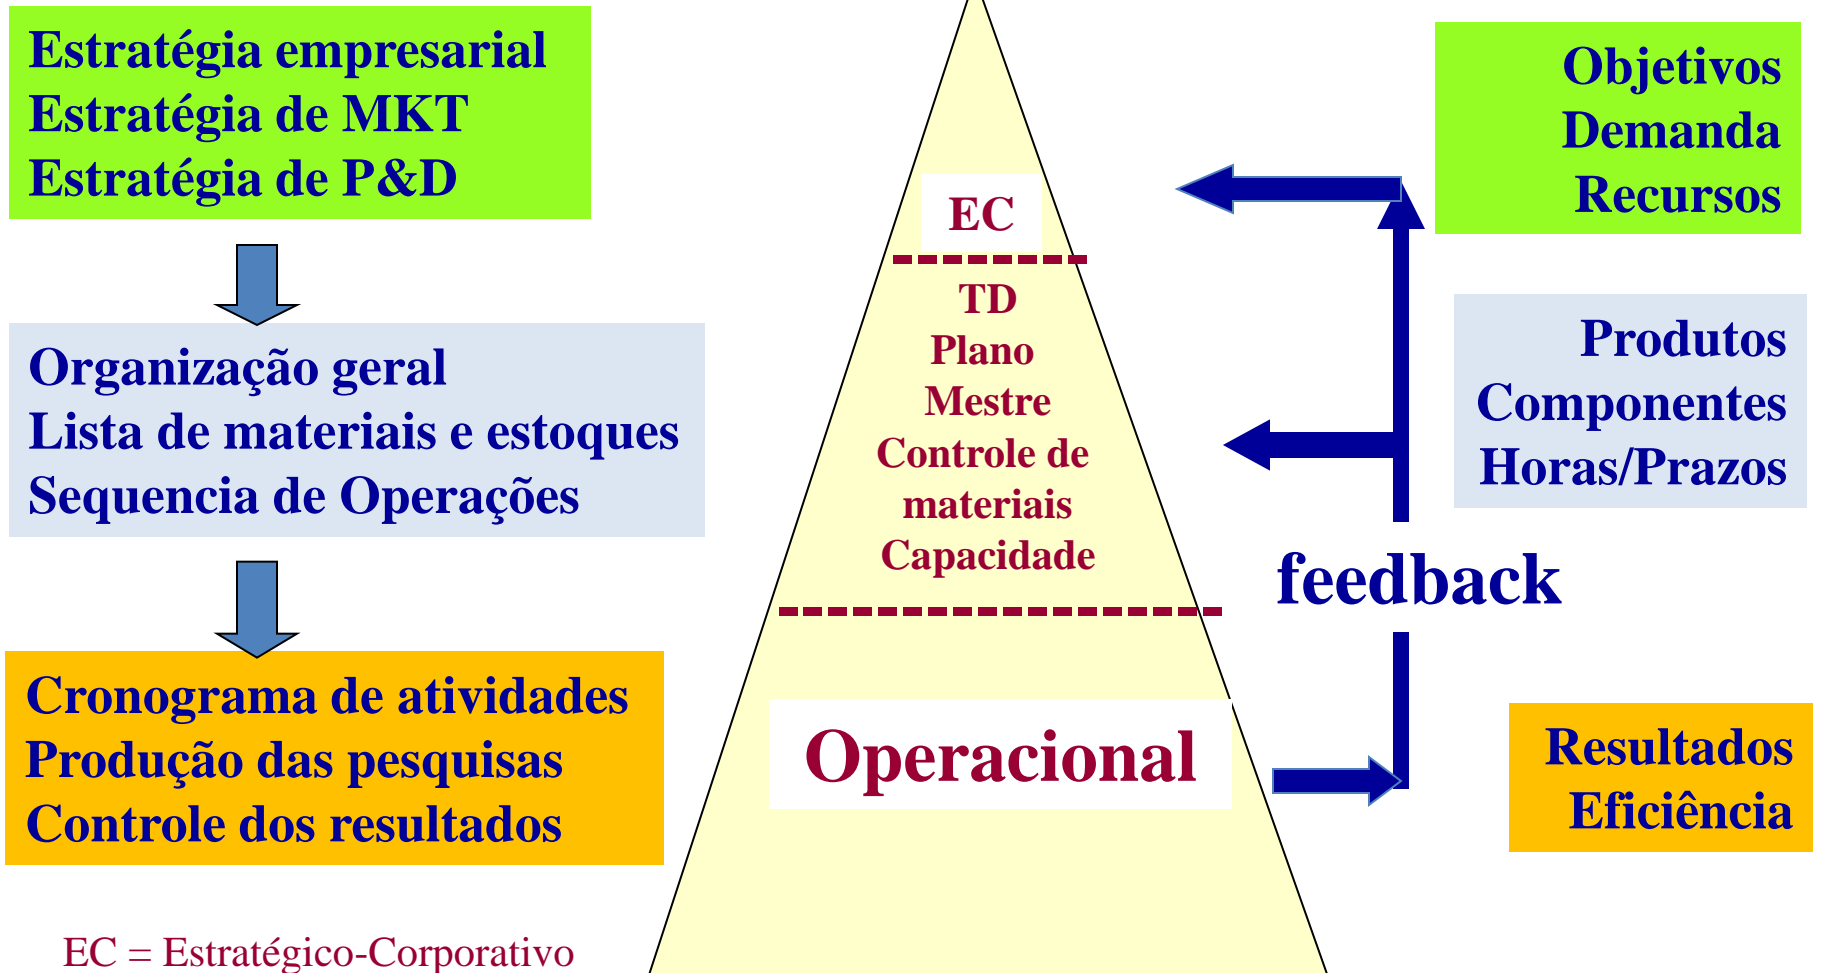 Estratégia empresarial
Estratégia de MKT
Estratégia de P&D
Organização geral
Lista de materiais e estoques
Sequencia de Operações
Cronograma de atividades
Produção das pesquisas
Controle dos resultados
EC = Estratégico-Corporativo
EC
TD
Plano
Mestre
Controle de
materiais
Capacidade
Operacional
Objetivos
Demanda
Recursos
Produtos
Componentes
Horas/Prazos
feedback
Resultados
Eficiência